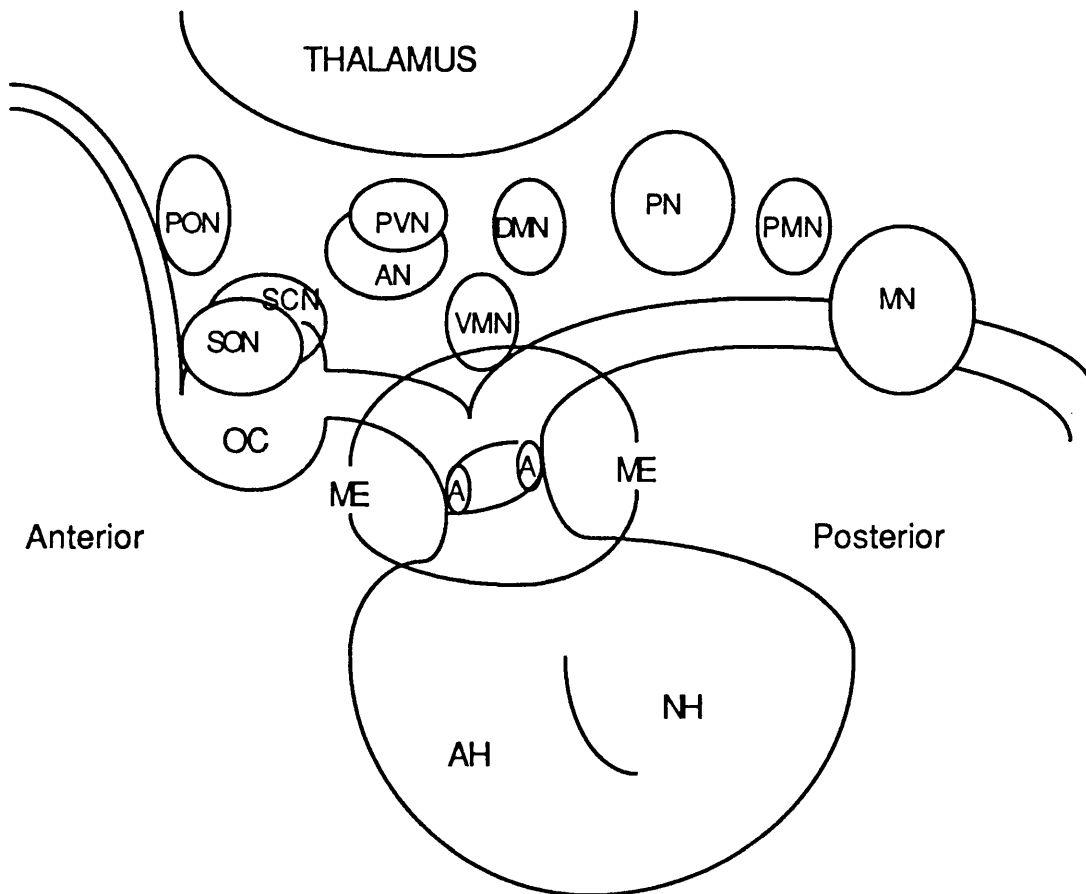 THALAMUS
PON
PVN
DMN
PN
PMN
AN
SCN
MN
VMN
SON
OC
ME
A
A
ME
Anterior
Posterior
NH
AH